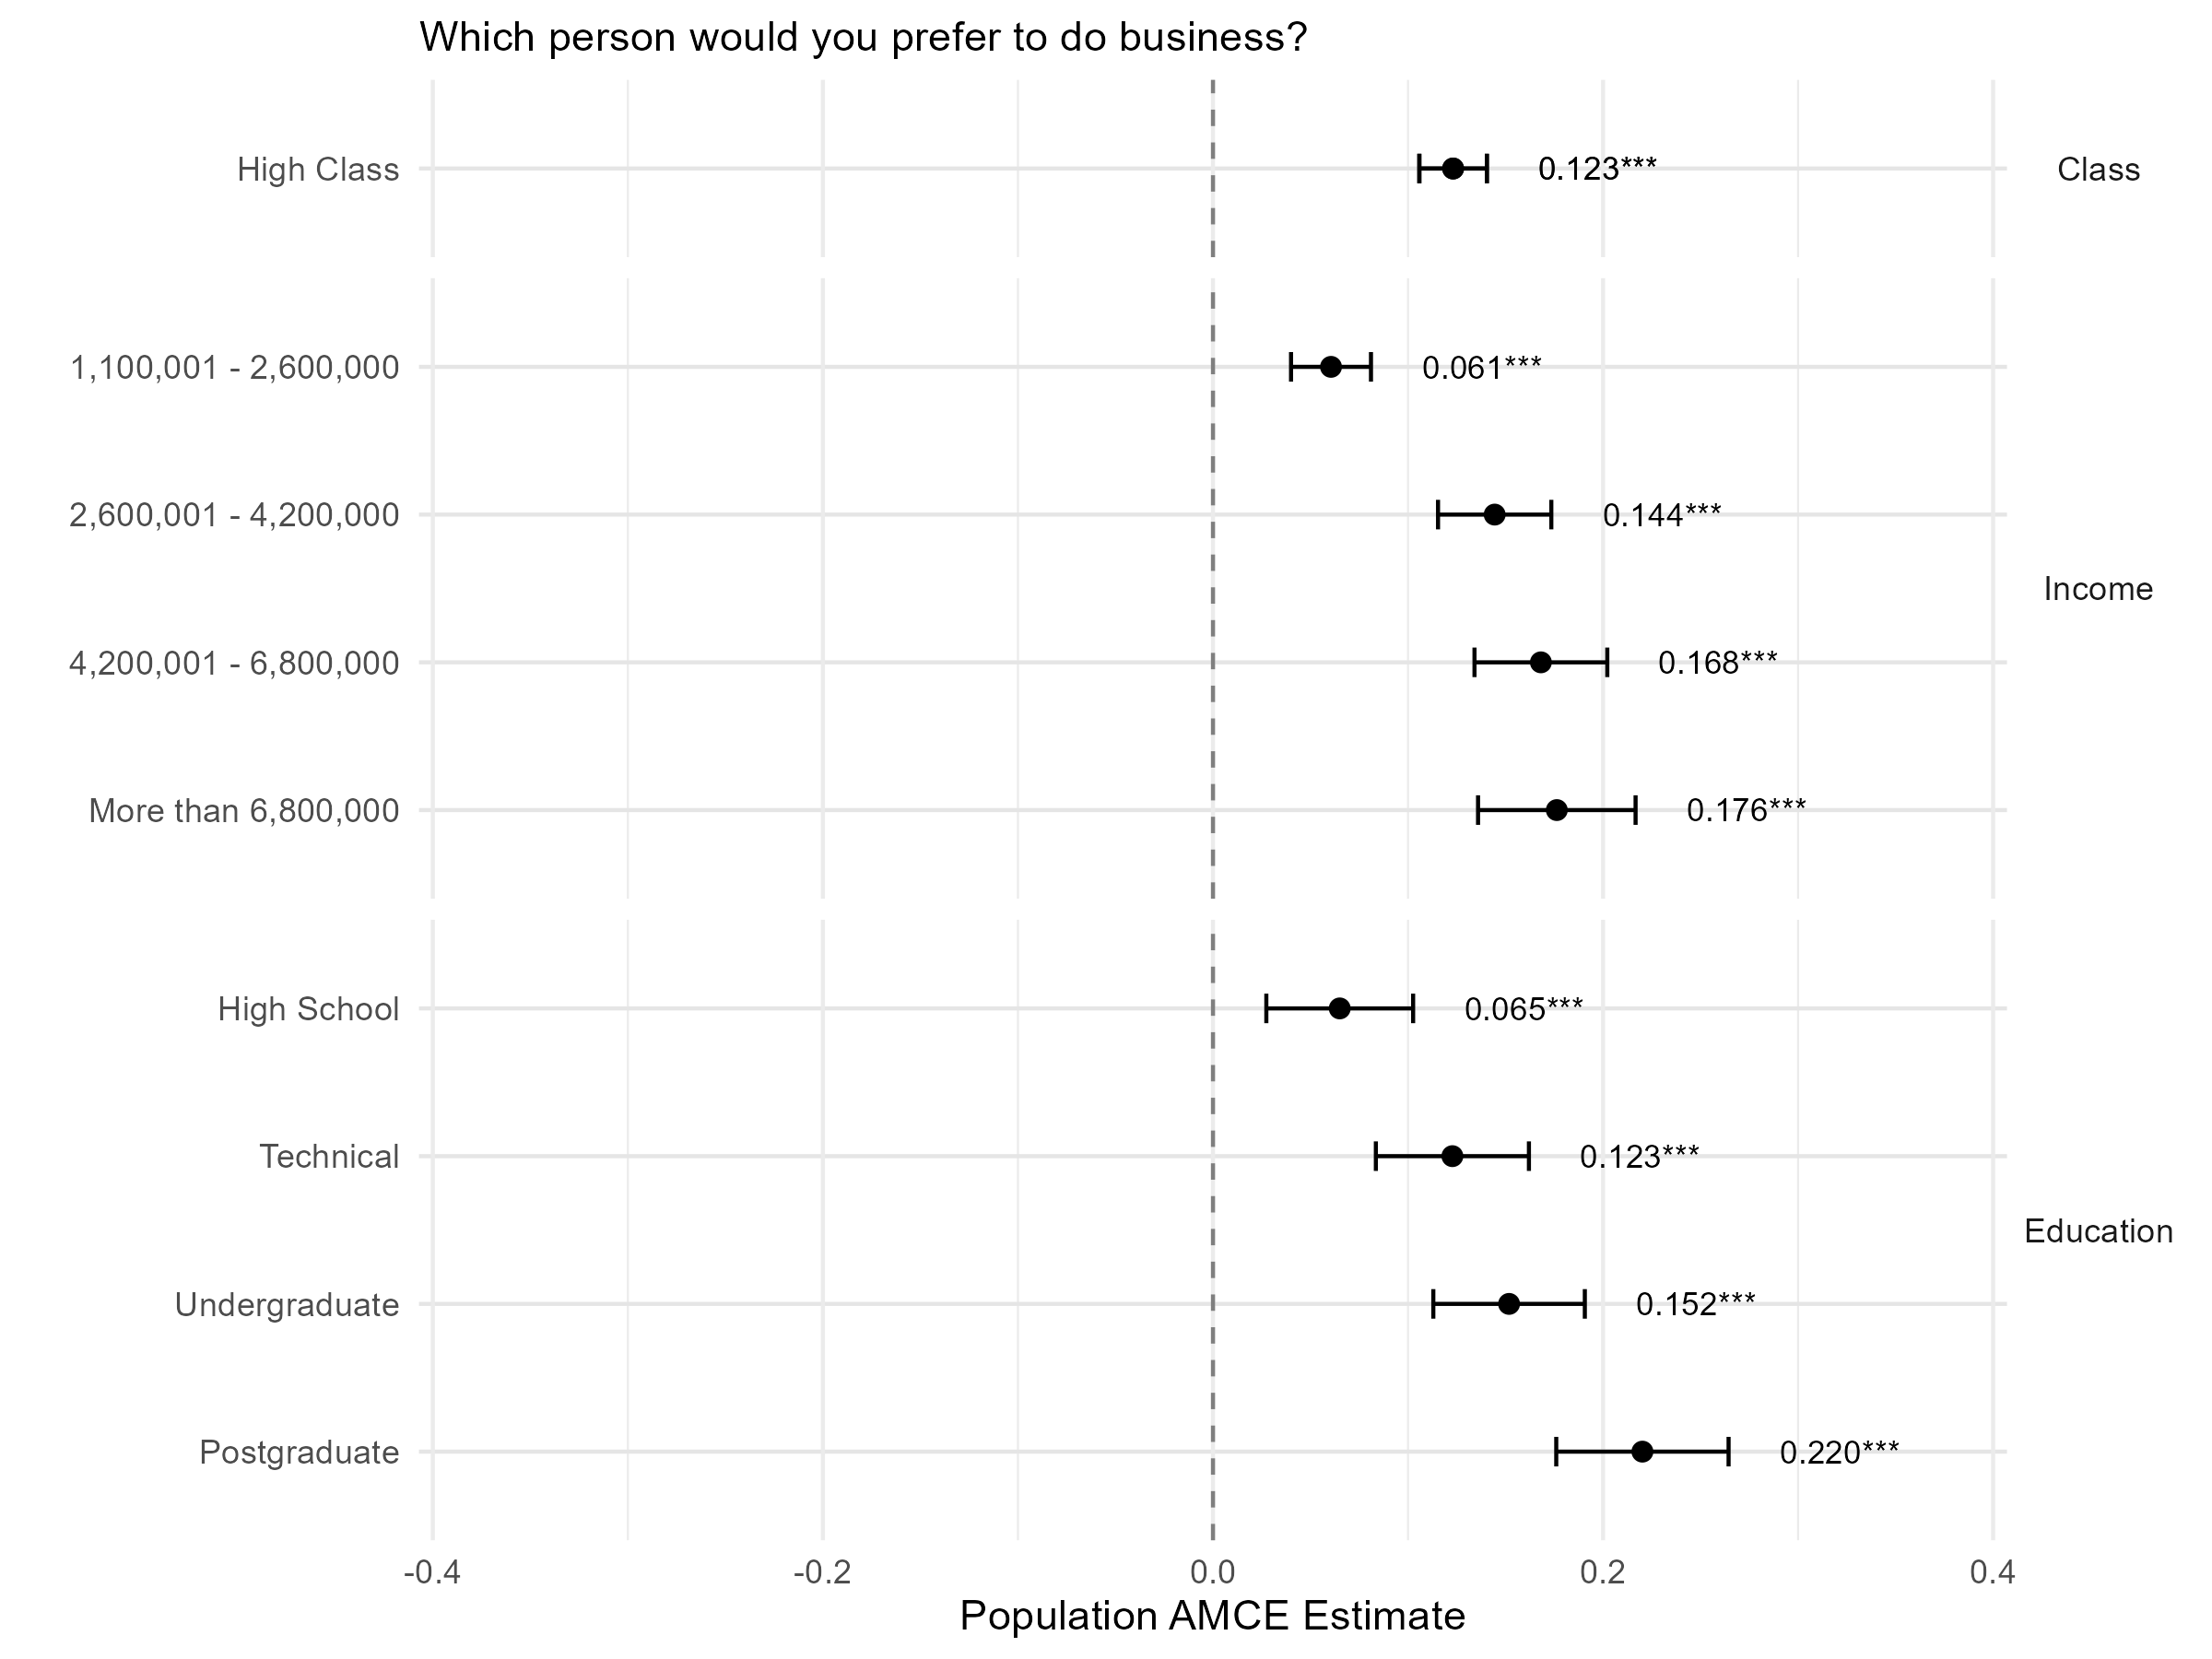 Which person would you prefer to do business?
High Class
0.123***
Class
1,100,001 - 2,600,000
0.061***
2,600,001 - 4,200,000
0.144***
Income
4,200,001 - 6,800,000
0.168***
More than 6,800,000
0.176***
High School
0.065***
Technical
0.123***
Education
Undergraduate
0.152***
Postgraduate
0.220***
-0.4
-0.2
0.0
0.2
0.4
Population AMCE Estimate